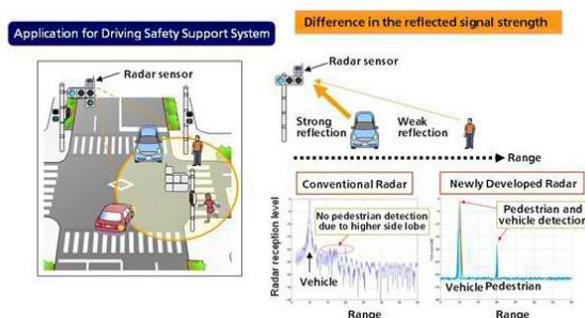 Application for Driving Safety Support System
Radar sensor
Difference in the reflected signal strength
Radar sensor
Strong
reflection
Weak
reflection
Range
Conventional Radar
No pedestrian detection
due to higher side lobe
Radar reception level
Vehicle
Range
Newly Developed Radar
Pedestrian and
vehicle detection
Vehicle Pedestrian
Range